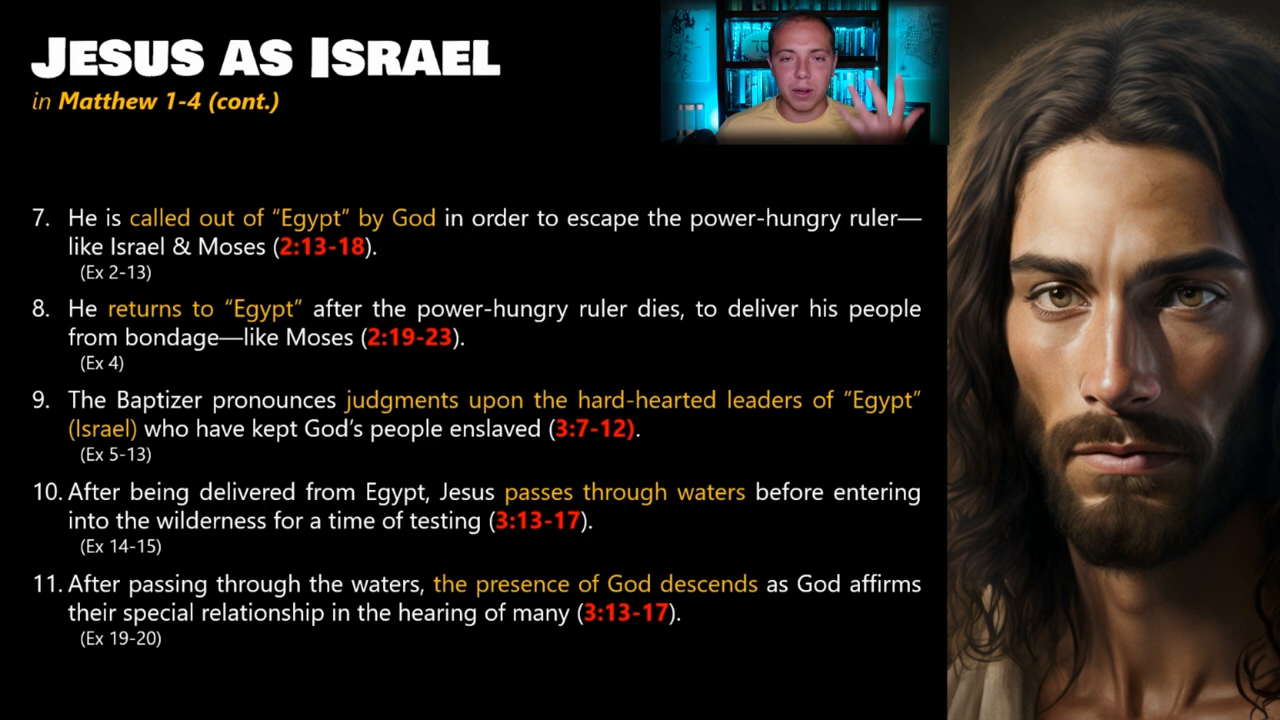 JESUS AS ISRAEL
in Matthew 1-4 (cont.)
7. He is called out of “Egypt” by God in order to escape the power-hungry ruler—
like Israel & Moses (2:13-18).
(Ex 2-13)
8. He returns to “Egypt” after the power-hungry ruler dies, to deliver his people
from bondage—like Moses (2:19-23).
(Ex 4)
9. The Baptizer pronounces judgments upon the hard-hearted leaders of “Egypt”
(Israel) who have kept God’s people enslaved (3:7-12).
(Ex 5-13)
10. After being delivered from Egypt, Jesus passes through waters before entering
into the wilderness for a time of testing (3:13-17).
(Ex 14-15)
11. After passing through the waters, the presence of God descends as God affirms
their special relationship in the hearing of many (3:13-17).
(Ex 19-20)